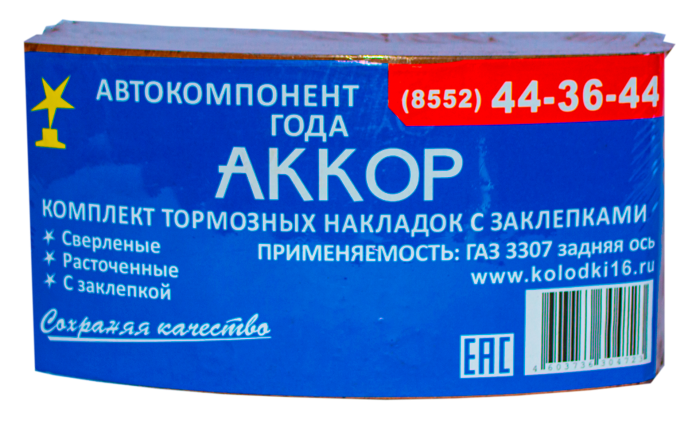 АВТОКОМПОНЕНТ
ГОДА
(8552) 44-36-44
АККОР
КОМПЛЕКТ ТОРМОЗНЫХ НАКЛАДОК С ЗАКЛЕПКАМИ
Сверленые
Расточенные
С заклепкой
ПРИМЕНЯЕМОСТЬ: ГАЗ 3307 задняя ось
www.kolodki16.ru
Сохраняя качество
EAC